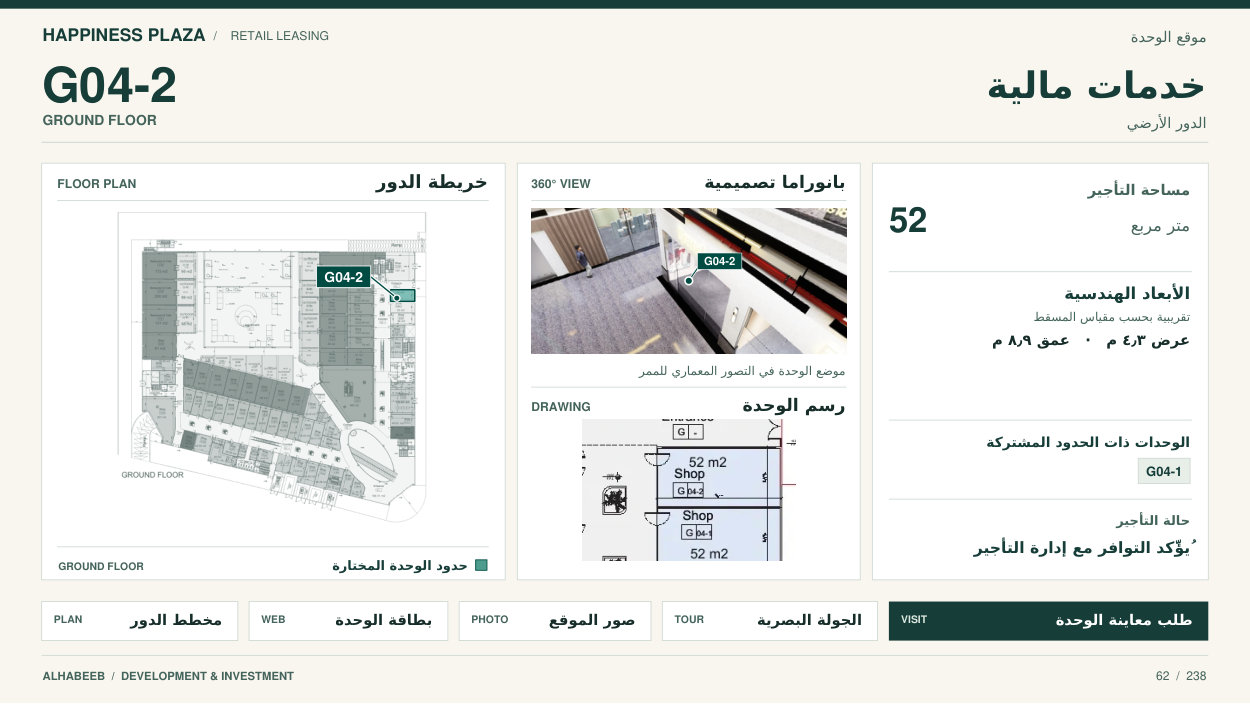 HAPPINESS PLAZA / RETAIL LEASING
موقع الوحدة
G04-2
خدمات مالية
GROUND FLOOR
الدور الأرضي
FLOOR PLAN
خريطة الدور
G04-2
GROUND FLOOR
GROUND FLOOR
حدود الوحدة المختارة
360° VIEW
بانوراما تصميمية
G04-2
موضع الوحدة في التصور المعماري للممر
DRAWING
رسم الوحدة
Entrance
G -
52 m2
Shop
G 04-2
Shop
G 04-1
52 m2
مساحة التأجير
52
متر مربع
الأبعاد الهندسية
تقريبية بحسب مقياس المسقط
عرض ٤٫٣ م · عمق ٨٫٩ م
الوحدات ذات الحدود المشتركة
G04-1
حالة التأجير
يُؤكّد التوافر مع إدارة التأجير
PLAN
مخطط الدور
WEB
بطاقة الوحدة
PHOTO
صور الموقع
TOUR
الجولة البصرية
VISIT
طلب معاينة الوحدة
ALHABEEB / DEVELOPMENT & INVESTMENT
62 / 238